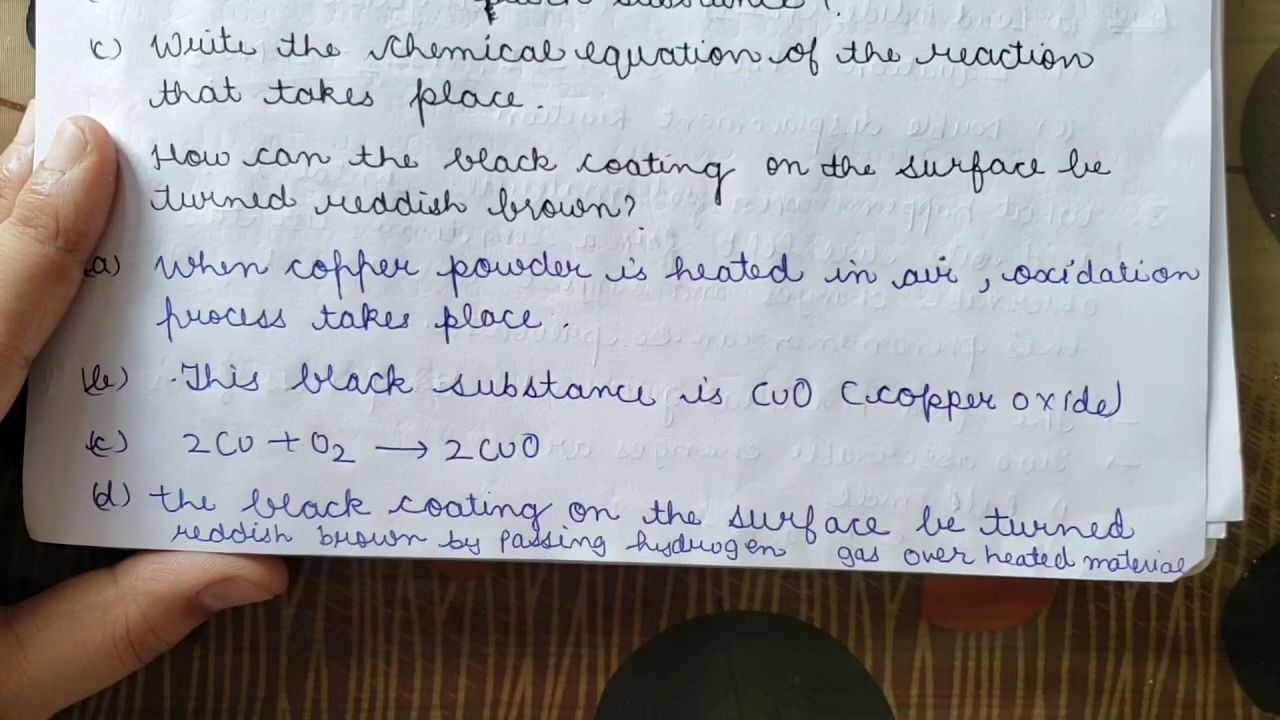 substance?
c) Write the chemical equation of the reaction
that takes place.
How can the black coating on the surface be
turned reddish brown?
(a) When copper powder is heated in air, oxidation
process takes place.
(b) This black substance is CuO (copper oxide)
(c) 2Cu + O₂ → 2CuO
(d) the black coating on the surface be turned
reddish brown by passing hydrogen gas over heated material